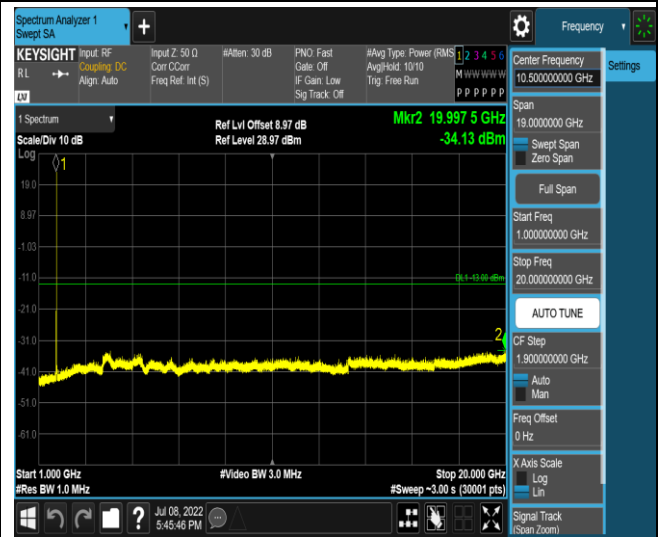 Spectrum Analyzer 1
Swept SA
Frequency
KEYSIGHT
RL
LXI
Input: RF
Coupling: DC
Align: Auto
Input Z: 50 Ω
Corr CCorr
Freq Ref: Int (S)
#Atten: 30 dB
PNO: Fast
Gate: Off
IF Gain: Low
Sig Track: Off
#Avg Type: Power (RMS
Avg|Hold: 10/10
Trig: Free Run
1 2 3 4 5 6
M W W W W W
P P P P P P
1 Spectrum
Scale/Div 10 dB
Ref Lvl Offset 8.97 dB
Ref Level 28.97 dBm
Mkr2 19.997 5 GHz
-34.13 dBm
Log
1
19.0
8.97
-1.03
-11.0
DL1 -13.00 dBm
-21.0
-31.0
2
-41.0
-51.0
-61.0
Start 1.000 GHz
#Res BW 1.0 MHz
#Video BW 3.0 MHz
Stop 20.000 GHz
#Sweep ~3.00 s (30001 pts)
?
Jul 08, 2022
5:45:46 PM
Center Frequency
10.500000000 GHz
Settings
Span
19.0000000 GHz
Swept Span
Zero Span
Full Span
Start Freq
1.000000000 GHz
Stop Freq
20.000000000 GHz
AUTO TUNE
CF Step
1.900000000 GHz
Auto
Man
Freq Offset
0 Hz
X Axis Scale
Log
Lin
Signal Track
(Span Zoom)